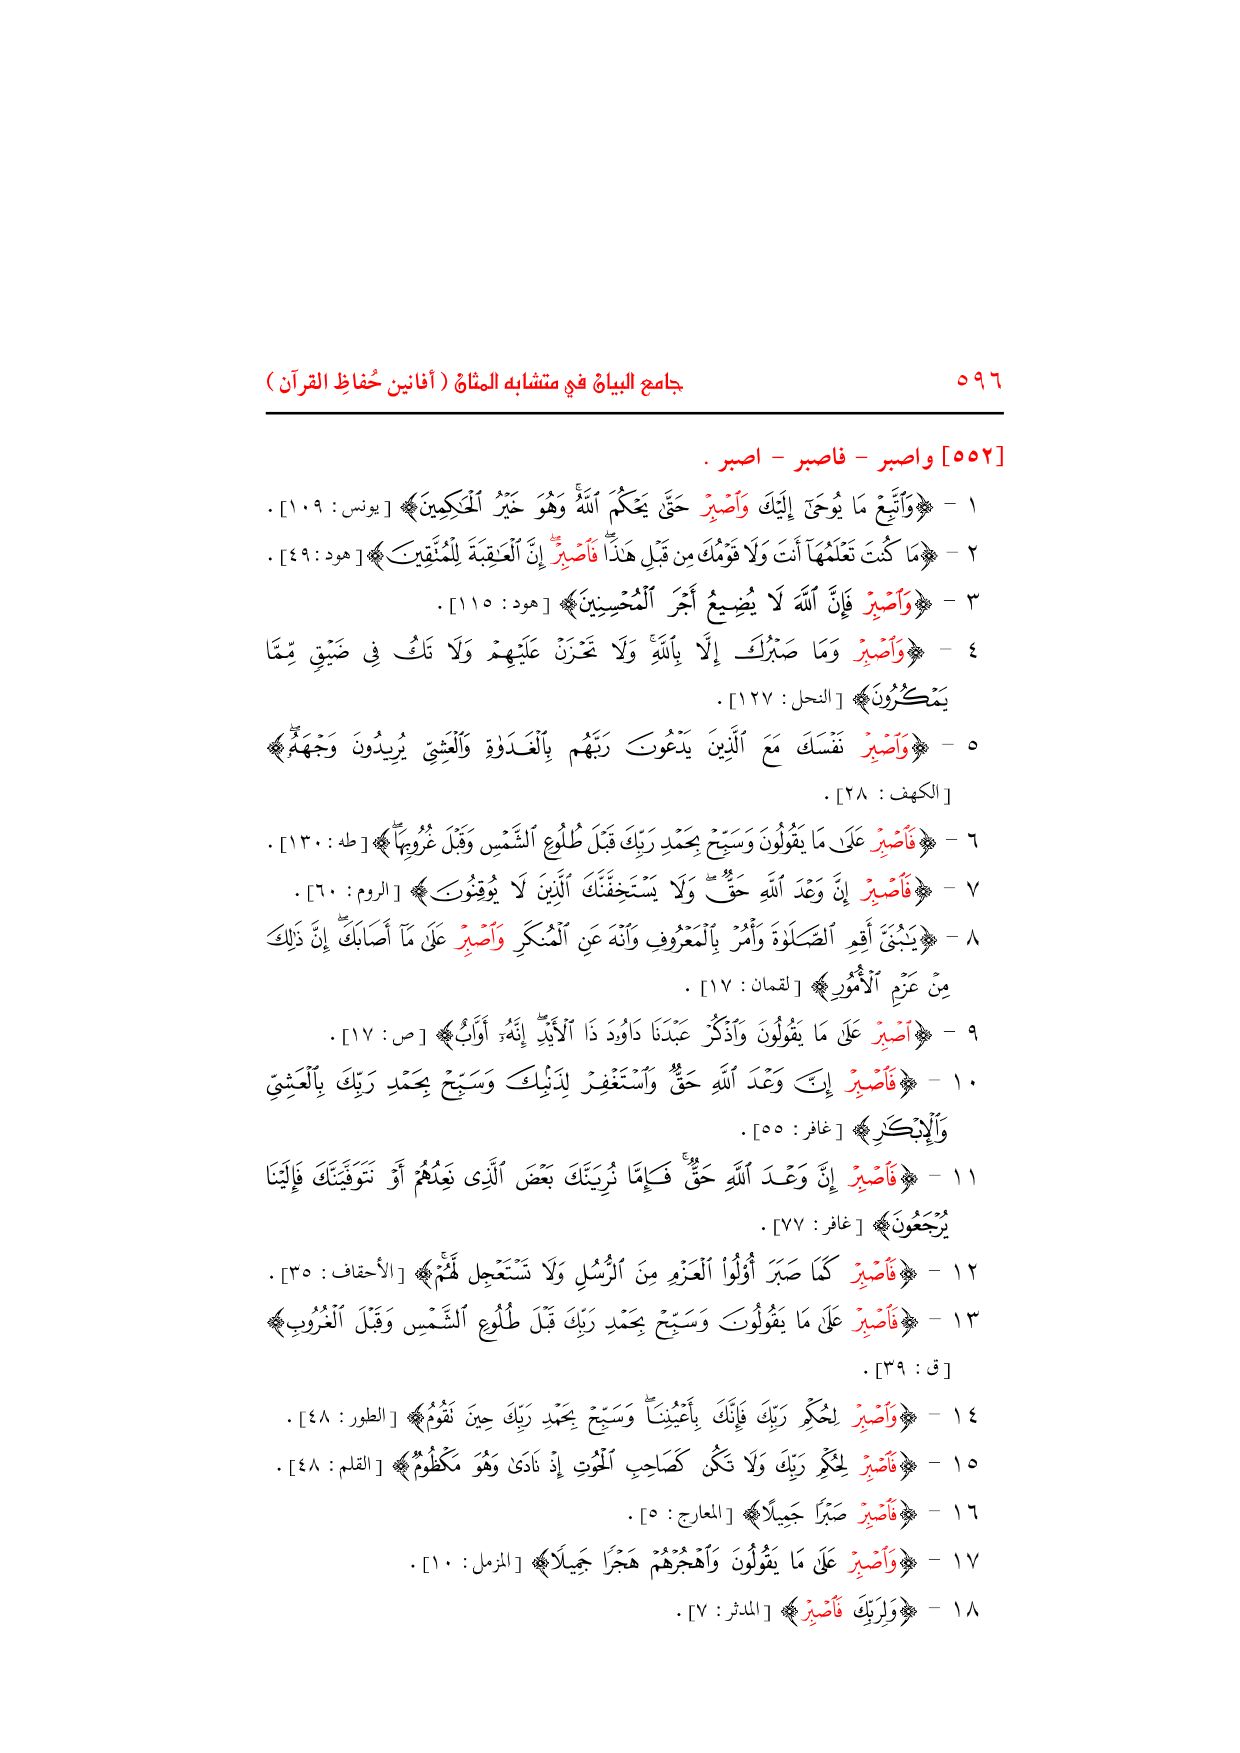 ٥٩٦ جامع البيان في متشابه المثان ( أفانين حُفاظِ القرآن )
[٥٥٢] واصبر – فاصبر – اصبر .
١ – ﴿وَٱتَّبِعۡ مَا يُوحَىٰٓ إِلَيۡكَ وَٱصۡبِرۡ حَتَّىٰ يَحۡكُمَ ٱللَّهُۚ وَهُوَ خَيۡرُ ٱلۡحَٰكِمِينَ﴾ [يونس : ١٠٩] .
٢ – ﴿مَا كُنتَ تَعۡلَمُهَآ أَنتَ وَلَا قَوۡمُكَ مِن قَبۡلِ هَٰذَاۖ فَٱصۡبِرۡۖ إِنَّ ٱلۡعَٰقِبَةَ لِلۡمُتَّقِينَ﴾ [هود : ٤٩] .
٣ – ﴿وَٱصۡبِرۡ فَإِنَّ ٱللَّهَ لَا يُضِيعُ أَجۡرَ ٱلۡمُحۡسِنِينَ﴾ [هود : ١١٥] .
٤ – ﴿وَٱصۡبِرۡ وَمَا صَبۡرُكَ إِلَّا بِٱللَّهِۚ وَلَا تَحۡزَنۡ عَلَيۡهِمۡ وَلَا تَكُ فِى ضَيۡقٖ مِّمَّا
يَمۡكُرُونَ﴾ [النحل : ١٢٧] .
٥ – ﴿وَٱصۡبِرۡ نَفۡسَكَ مَعَ ٱلَّذِينَ يَدۡعُونَ رَبَّهُم بِٱلۡغَدَوٰةِ وَٱلۡعَشِىِّ يُرِيدُونَ وَجۡهَهُۥۖ﴾
[الكهف : ٢٨] .
٦ – ﴿فَٱصۡبِرۡ عَلَىٰ مَا يَقُولُونَ وَسَبِّحۡ بِحَمۡدِ رَبِّكَ قَبۡلَ طُلُوعِ ٱلشَّمۡسِ وَقَبۡلَ غُرُوبِهَاۖ﴾ [طه : ١٣٠] .
٧ – ﴿فَٱصۡبِرۡ إِنَّ وَعۡدَ ٱللَّهِ حَقّٞۖ وَلَا يَسۡتَخِفَّنَّكَ ٱلَّذِينَ لَا يُوقِنُونَ﴾ [الروم : ٦٠] .
٨ – ﴿يَٰبُنَىَّ أَقِمِ ٱلصَّلَوٰةَ وَأۡمُرۡ بِٱلۡمَعۡرُوفِ وَٱنۡهَ عَنِ ٱلۡمُنكَرِ وَٱصۡبِرۡ عَلَىٰ مَآ أَصَابَكَۖ إِنَّ ذَٰلِكَ
مِنۡ عَزۡمِ ٱلۡأُمُورِ﴾ [لقمان : ١٧] .
٩ – ﴿ٱصۡبِرۡ عَلَىٰ مَا يَقُولُونَ وَٱذۡكُرۡ عَبۡدَنَا دَاوُۥدَ ذَا ٱلۡأَيۡدِۖ إِنَّهُۥٓ أَوَّابٌ﴾ [ص : ١٧] .
١٠ – ﴿فَٱصۡبِرۡ إِنَّ وَعۡدَ ٱللَّهِ حَقّٞ وَٱسۡتَغۡفِرۡ لِذَنۢبِكَ وَسَبِّحۡ بِحَمۡدِ رَبِّكَ بِٱلۡعَشِىِّ
وَٱلۡإِبۡكَٰرِ﴾ [غافر : ٥٥] .
١١ – ﴿فَٱصۡبِرۡ إِنَّ وَعۡدَ ٱللَّهِ حَقّٞۚ فَإِمَّا نُرِيَنَّكَ بَعۡضَ ٱلَّذِى نَعِدُهُمۡ أَوۡ نَتَوَفَّيَنَّكَ فَإِلَيۡنَا
يُرۡجَعُونَ﴾ [غافر : ٧٧] .
١٢ – ﴿فَٱصۡبِرۡ كَمَا صَبَرَ أُوْلُواْ ٱلۡعَزۡمِ مِنَ ٱلرُّسُلِ وَلَا تَسۡتَعۡجِل لَّهُمۡۚ﴾ [الأحقاف : ٣٥] .
١٣ – ﴿فَٱصۡبِرۡ عَلَىٰ مَا يَقُولُونَ وَسَبِّحۡ بِحَمۡدِ رَبِّكَ قَبۡلَ طُلُوعِ ٱلشَّمۡسِ وَقَبۡلَ ٱلۡغُرُوبِ﴾
[ق : ٣٩] .
١٤ – ﴿وَٱصۡبِرۡ لِحُكۡمِ رَبِّكَ فَإِنَّكَ بِأَعۡيُنِنَاۖ وَسَبِّحۡ بِحَمۡدِ رَبِّكَ حِينَ تَقُومُ﴾ [الطور : ٤٨] .
١٥ – ﴿فَٱصۡبِرۡ لِحُكۡمِ رَبِّكَ وَلَا تَكُن كَصَاحِبِ ٱلۡحُوتِ إِذۡ نَادَىٰ وَهُوَ مَكۡظُومٞ﴾ [القلم : ٤٨] .
١٦ – ﴿فَٱصۡبِرۡ صَبۡرٗا جَمِيلًا﴾ [المعارج : ٥] .
١٧ – ﴿وَٱصۡبِرۡ عَلَىٰ مَا يَقُولُونَ وَٱهۡجُرۡهُمۡ هَجۡرٗا جَمِيلٗا﴾ [المزمل : ١٠] .
١٨ – ﴿وَلِرَبِّكَ فَٱصۡبِرۡ﴾ [المدثر : ٧] .